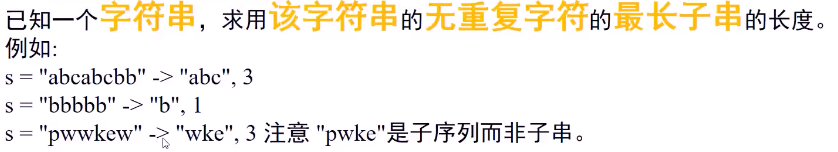 已知一个字符串，求用该字符串的无重复字符的最长子串的长度。
例如:
s = "abcabcbb" -> "abc", 3
s = "bbbbb" -> "b", 1
s = "pwwkew" -> "wke", 3 注意 "pwke"是子序列而非子串。